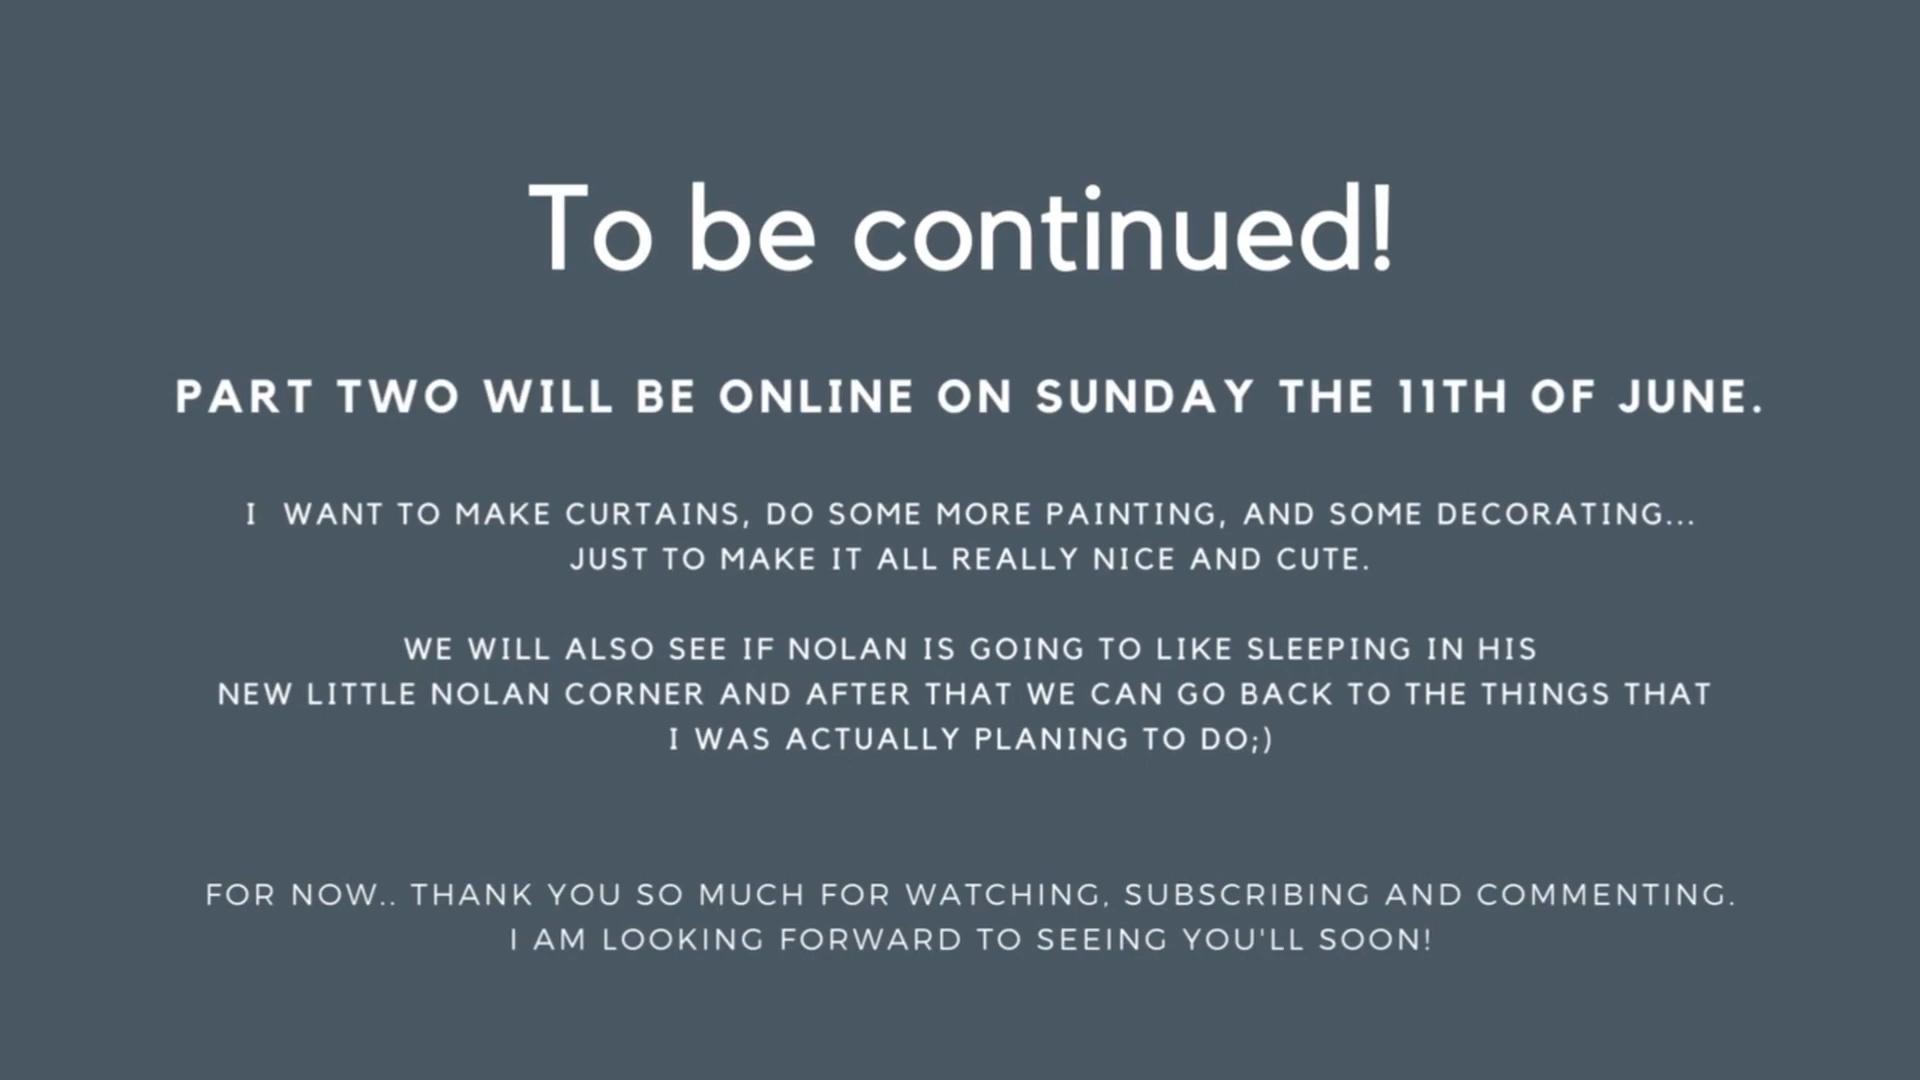 To be continued!
PART TWO WILL BE ONLINE ON SUNDAY THE 11TH OF JUNE.
I WANT TO MAKE CURTAINS, DO SOME MORE PAINTING, AND SOME DECORATING...
JUST TO MAKE IT ALL REALLY NICE AND CUTE.
WE WILL ALSO SEE IF NOLAN IS GOING TO LIKE SLEEPING IN HIS
NEW LITTLE NOLAN CORNER AND AFTER THAT WE CAN GO BACK TO THE THINGS THAT
I WAS ACTUALLY PLANING TO DO;)
FOR NOW.. THANK YOU SO MUCH FOR WATCHING, SUBSCRIBING AND COMMENTING.
I AM LOOKING FORWARD TO SEEING YOU'LL SOON!